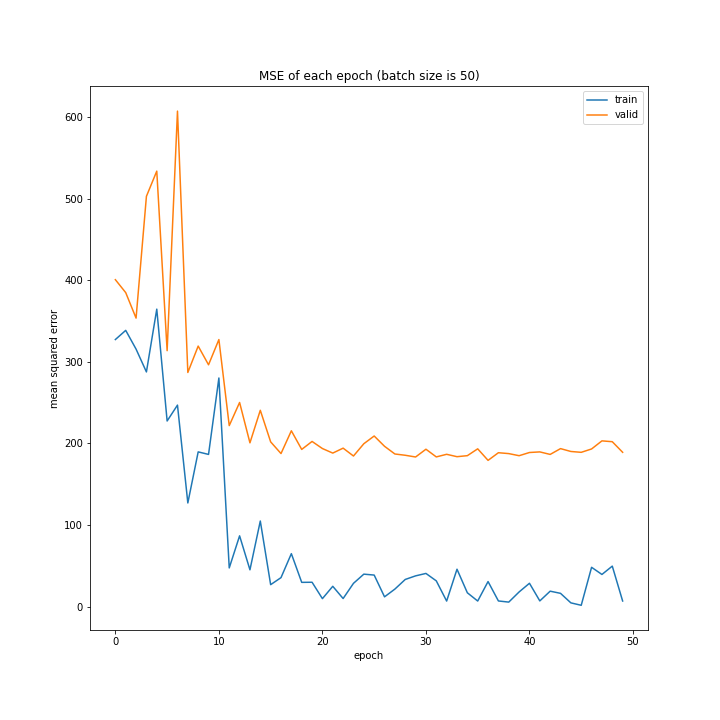 MSE of each epoch (batch size is 50)
train
valid
600
500
400
300
200
100
0
mean squared error
0 10 20 30 40 50
epoch